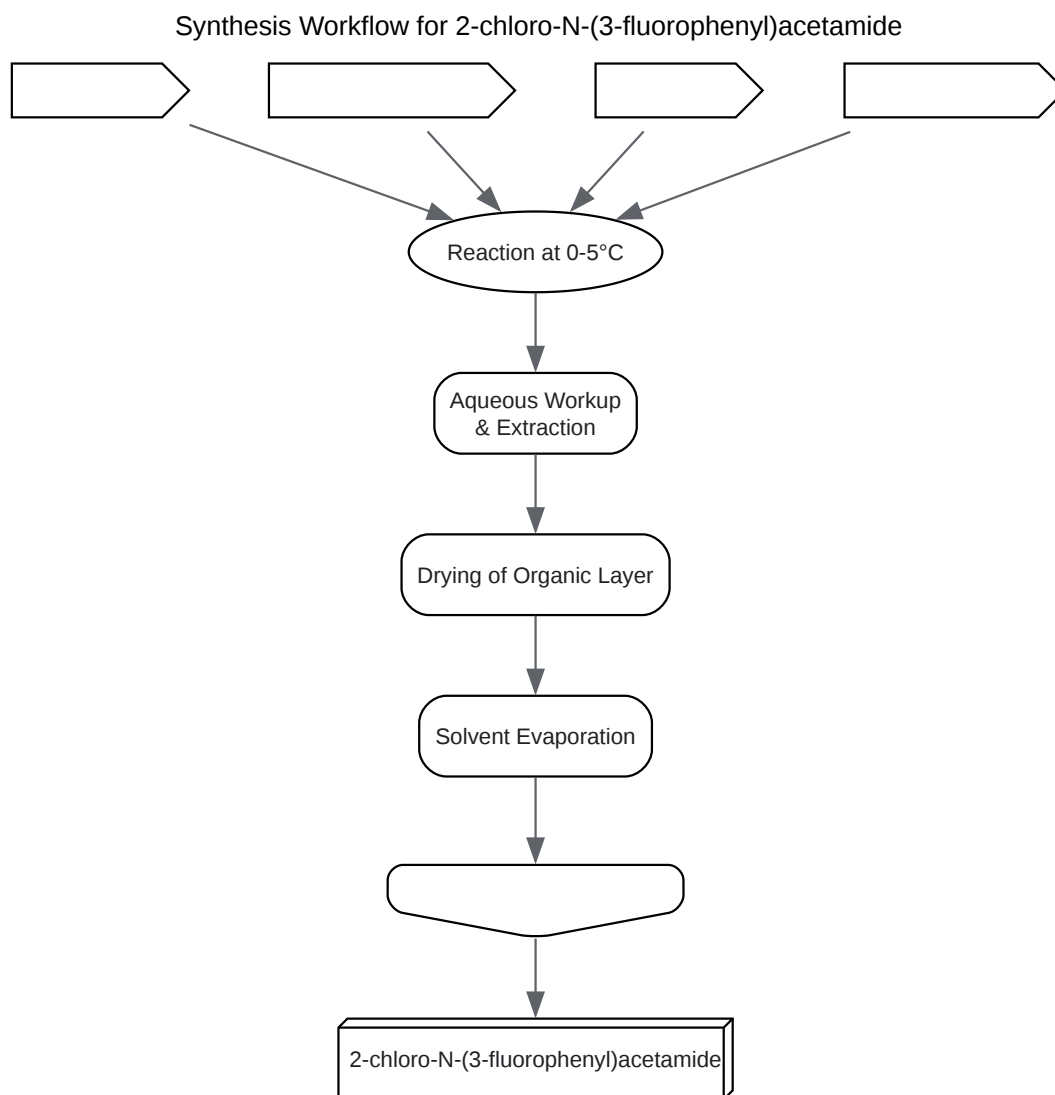 Synthesis Workflow for 2-chloro-N-(3-fluorophenyl)acetamide
Reaction at 0-5°C
Aqueous Workup
& Extraction
Drying of Organic Layer
Solvent Evaporation
2-chloro-N-(3-fluorophenyl)acetamide